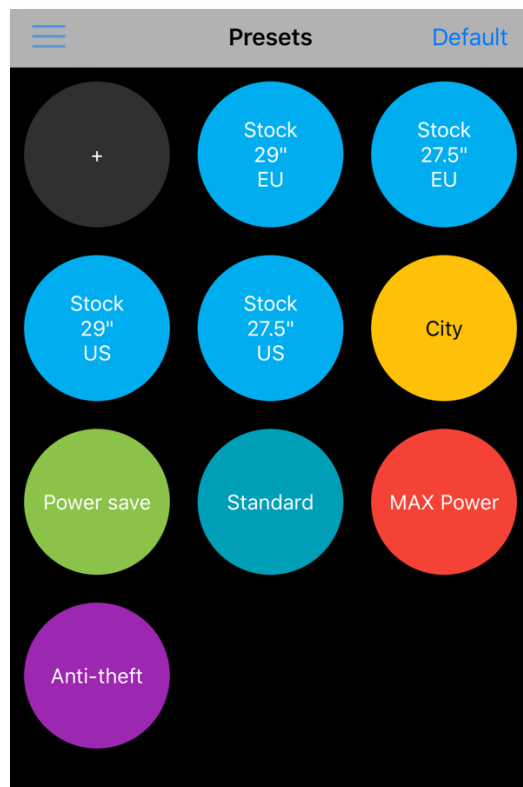 Presets
Default
+
Stock
29"
EU
Stock
27.5"
EU
Stock
29"
US
Stock
27.5"
US
City
Power save
Standard
MAX Power
Anti-theft